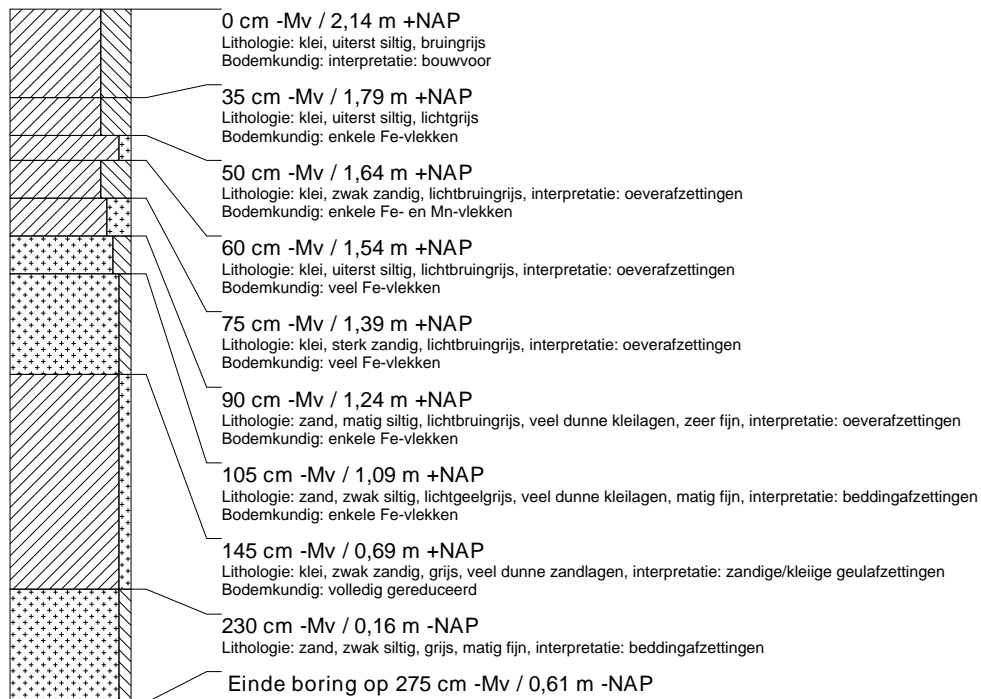 0 cm -Mv / 2,14 m +NAP
Lithologie: klei, uiterst siltig, bruingrijs
Bodemkundig: interpretatie: bouwvoor
35 cm -Mv / 1,79 m +NAP
Lithologie: klei, uiterst siltig, lichtgrijs
Bodemkundig: enkele Fe-vlekken
50 cm -Mv / 1,64 m +NAP
Lithologie: klei, zwak zandig, lichtbruingrijs, interpretatie: oeverafzettingen
Bodemkundig: enkele Fe- en Mn-vlekken
60 cm -Mv / 1,54 m +NAP
Lithologie: klei, uiterst siltig, lichtbruingrijs, interpretatie: oeverafzettingen
Bodemkundig: veel Fe-vlekken
75 cm -Mv / 1,39 m +NAP
Lithologie: klei, sterk zandig, lichtbruingrijs, interpretatie: oeverafzettingen
Bodemkundig: veel Fe-vlekken
90 cm -Mv / 1,24 m +NAP
Lithologie: zand, matig siltig, lichtbruingrijs, veel dunne kleilagen, zeer fijn, interpretatie: oeverafzettingen
Bodemkundig: enkele Fe-vlekken
105 cm -Mv / 1,09 m +NAP
Lithologie: zand, zwak siltig, lichtgeelgrijs, veel dunne kleilagen, matig fijn, interpretatie: beddingafzettingen
Bodemkundig: enkele Fe-vlekken
145 cm -Mv / 0,69 m +NAP
Lithologie: klei, zwak zandig, grijs, veel dunne zandlagen, interpretatie: zandige/kleiige geulafzettingen
Bodemkundig: volledig gereduceerd
230 cm -Mv / 0,16 m -NAP
Lithologie: zand, zwak siltig, grijs, matig fijn, interpretatie: beddingafzettingen
Einde boring op 275 cm -Mv / 0,61 m -NAP